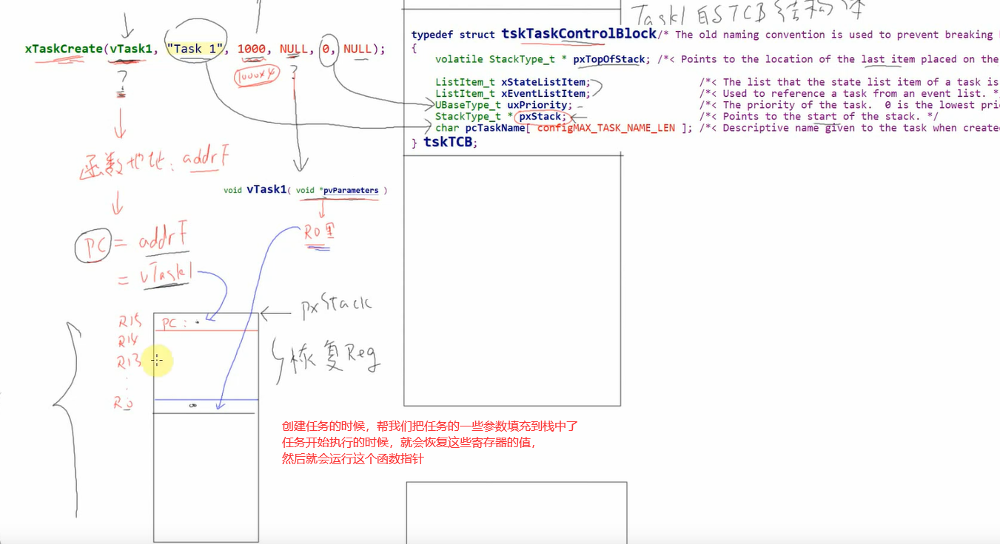 Task1的TCB结构体
typedef struct tskTaskControlBlock/* The old naming convention is used to prevent breaking
{
volatile StackType_t * pxTopOfStack; /*< Points to the location of the last item placed on the
ListItem_t xStateListItem; /*< The list that the state list item of a task is
ListItem_t xEventListItem; /*< Used to reference a task from an event list. *
UBaseType_t uxPriority; /*< The priority of the task. 0 is the lowest
StackType_t * pxStack; /*< Points to the start of the stack. */
char pcTaskName[ configMAX_TASK_NAME_LEN ]; /*< Descriptive name given to the task when create
} tskTCB;
xTaskCreate(vTask1, "Task 1", 1000, NULL, 0, NULL);
1000x4
?
?
函数地址: addrF
void vTask1( void *pvParameters )
R0里
PC = addrF
= vTask1
pxStack
R15 PC:
R14
R13
恢复Reg
R0
创建任务的时候，帮我们把任务的一些参数填充到栈中了
任务开始执行的时候，就会恢复这些寄存器的值，
然后就会运行这个函数指针